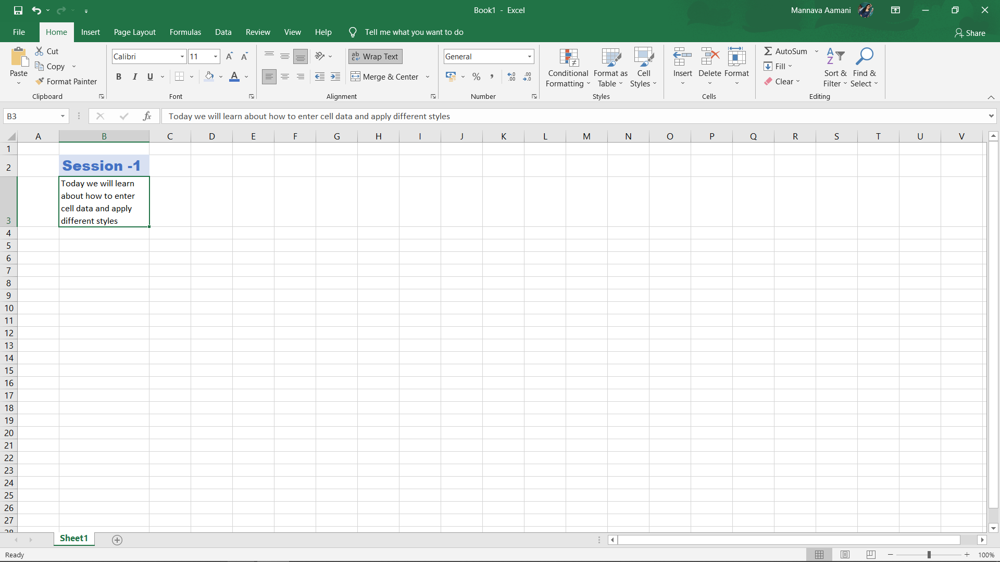 Book1 - Excel
Mannava Aamani
File Home Insert Page Layout Formulas Data Review View Help Tell me what you want to do
Share
Paste
Cut
Copy
Format Painter
Clipboard
Calibri 11
B I U
Font
Wrap Text
Merge & Center
Alignment
General
Number
Conditional Formatting
Format as Table
Cell Styles
Styles
Insert Delete Format
Cells
AutoSum
Fill
Clear
Sort & Filter
Find & Select
Editing
B3
fx
Today we will learn about how to enter cell data and apply different styles
A B C D E F G H I J K L M N O P Q R S T U V
1
2 Session -1
Today we will learn
about how to enter
cell data and apply
3 different styles
4
5
6
7
8
9
10
11
12
13
14
15
16
17
18
19
20
21
22
23
24
25
26
27
28
Sheet1
Ready
100%